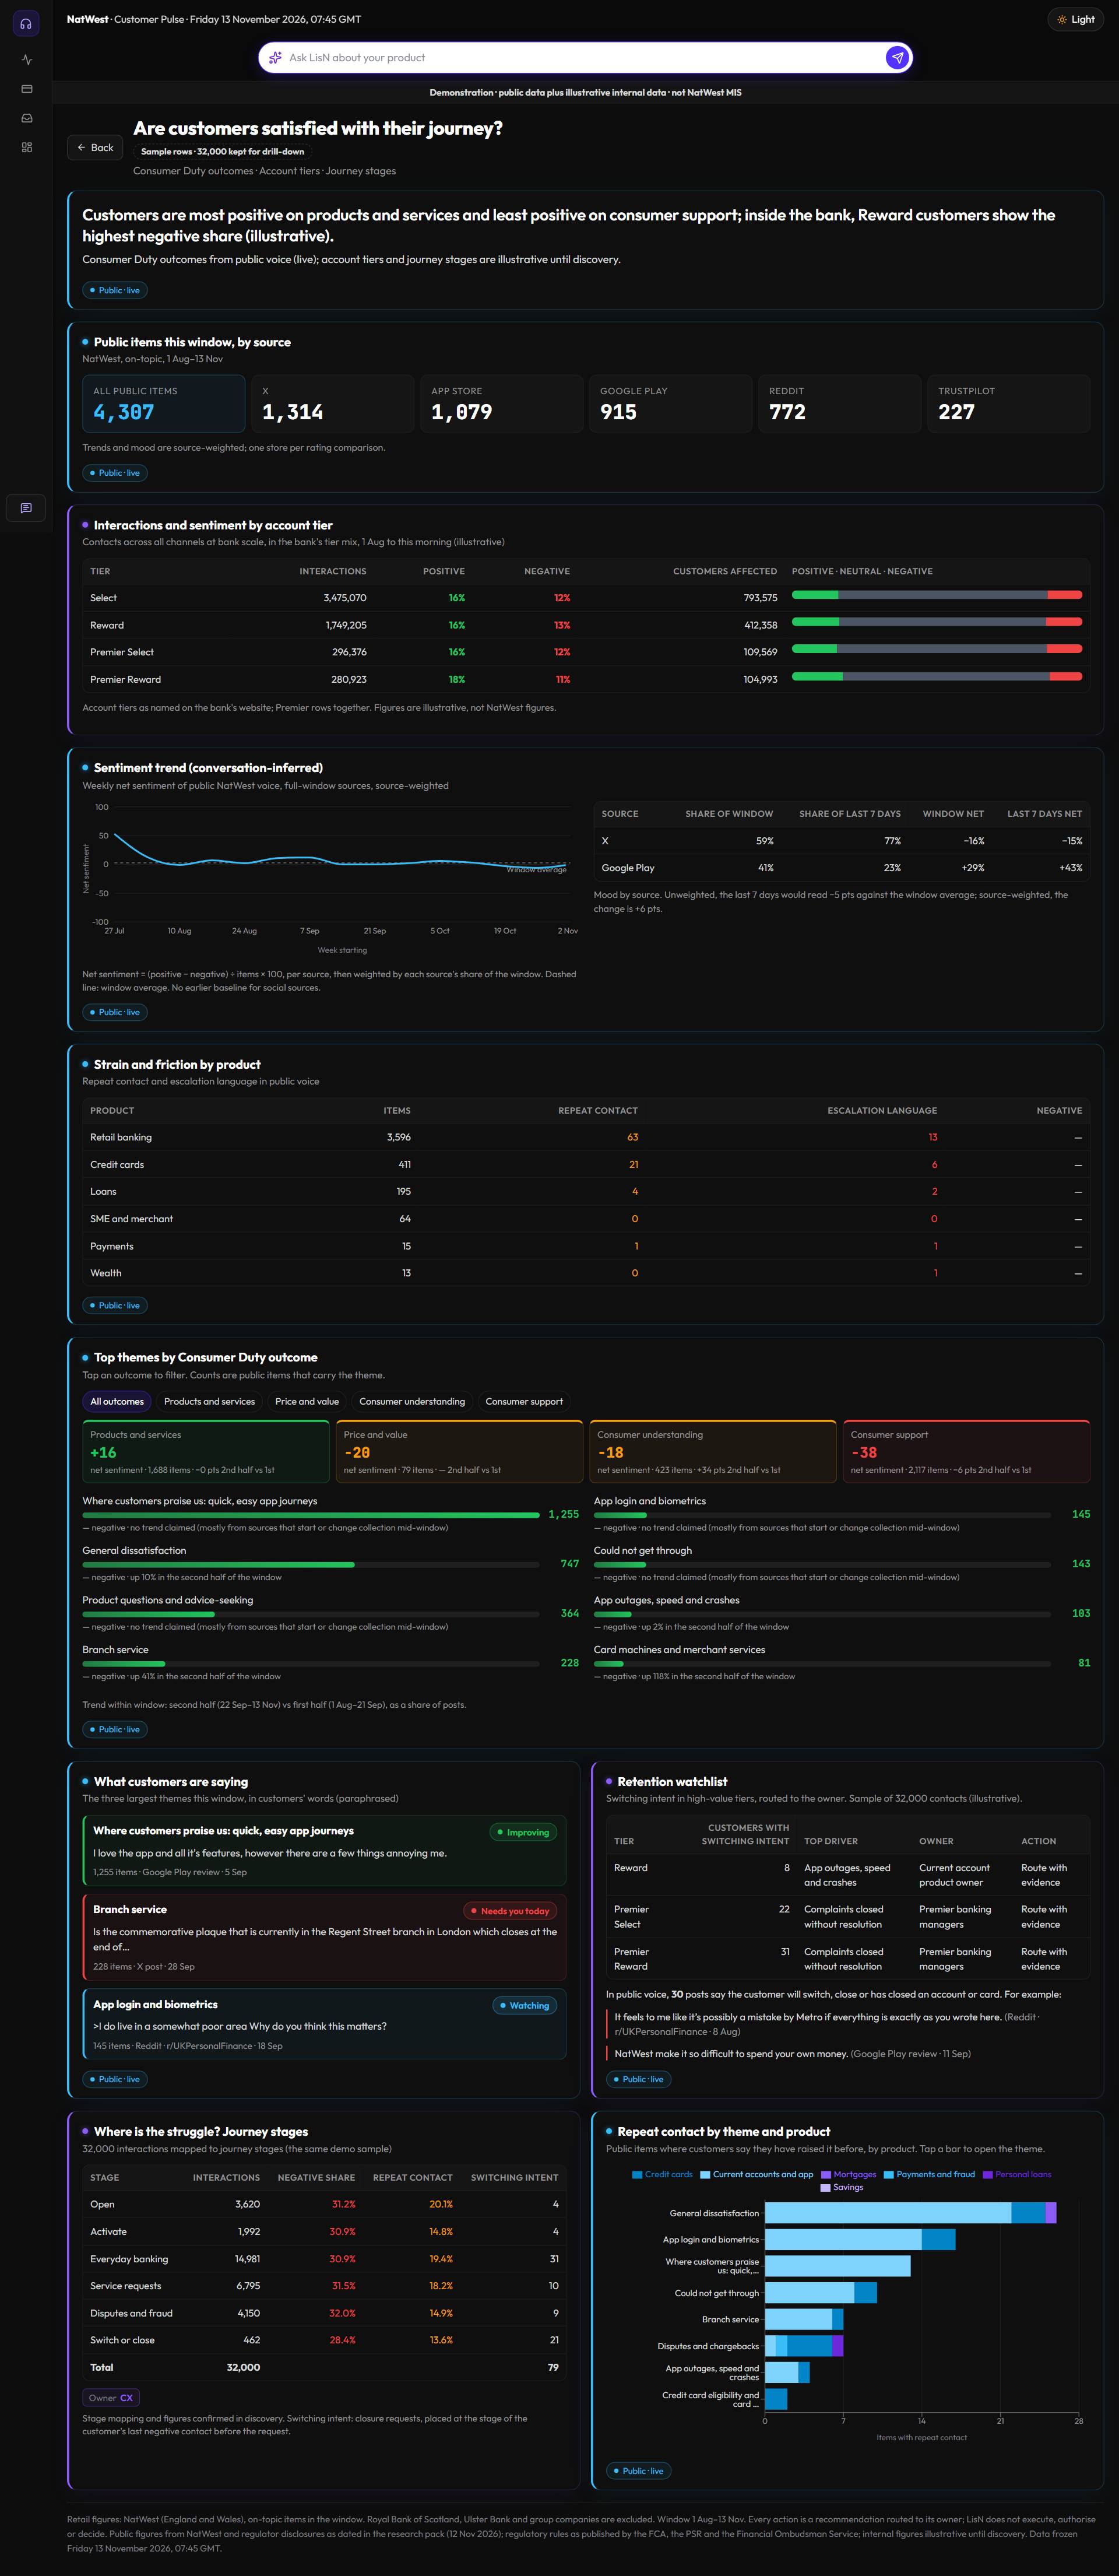 NatWest · Customer Pulse · Friday 13 November 2026, 07:45 GMT
Light
Ask LisN about your product
Demonstration · public data plus illustrative internal data · not NatWest MIS
Back
Are customers satisfied with their journey?
Sample rows · 32,000 kept for drill-down
Consumer Duty outcomes · Account tiers · Journey stages
Customers are most positive on products and services and least positive on consumer support; inside the bank, Reward customers show the
highest negative share (illustrative).
Consumer Duty outcomes from public voice (live); account tiers and journey stages are illustrative until discovery.
Public · live
Public items this window, by source
NatWest, on-topic, 1 Aug–13 Nov
ALL PUBLIC ITEMS X APP STORE GOOGLE PLAY REDDIT TRUSTPILOT
4,307 1,314 1,079 915 772 227
Trends and mood are source-weighted; one store per rating comparison.
Public · live
Interactions and sentiment by account tier
Contacts across all channels at bank scale, in the bank's tier mix, 1 Aug to this morning (illustrative)
TIER INTERACTIONS POSITIVE NEGATIVE CUSTOMERS AFFECTED POSITIVE · NEUTRAL · NEGATIVE
Select 3,475,070 16% 12% 793,575
Reward 1,749,205 16% 13% 412,358
Premier Select 296,376 16% 12% 109,569
Premier Reward 280,923 18% 11% 104,993
Account tiers as named on the bank's website; Premier rows together. Figures are illustrative, not NatWest figures.
Sentiment trend (conversation-inferred)
Weekly net sentiment of public NatWest voice, full-window sources, source-weighted
100
50
0
-50
-100
Net sentiment
Window average
27 Jul 10 Aug 24 Aug 7 Sep 21 Sep 5 Oct 19 Oct 2 Nov
Week starting
Net sentiment = (positive − negative) ÷ items × 100, per source, then weighted by each source's share of the window. Dashed
line: window average. No earlier baseline for social sources.
Public · live
SOURCE SHARE OF WINDOW SHARE OF LAST 7 DAYS WINDOW NET LAST 7 DAYS NET
X 59% 77% −16% −15%
Google Play 41% 23% +29% +43%
Mood by source. Unweighted, the last 7 days would read −5 pts against the window average; source-weighted, the
change is +6 pts.
Strain and friction by product
Repeat contact and escalation language in public voice
PRODUCT ITEMS REPEAT CONTACT ESCALATION LANGUAGE NEGATIVE
Retail banking 3,596 63 13 —
Credit cards 411 21 6 —
Loans 195 4 2 —
SME and merchant 64 0 0 —
Payments 15 1 1 —
Wealth 13 0 1 —
Public · live
Top themes by Consumer Duty outcome
Tap an outcome to filter. Counts are public items that carry the theme.
All outcomes Products and services Price and value Consumer understanding Consumer support
Products and services
+16
net sentiment · 1,688 items · −0 pts 2nd half vs 1st
Price and value
-20
net sentiment · 79 items · — 2nd half vs 1st
Consumer understanding
-18
net sentiment · 423 items · +34 pts 2nd half vs 1st
Consumer support
-38
net sentiment · 2,117 items · −6 pts 2nd half vs 1st
Where customers praise us: quick, easy app journeys
1,255
— negative · no trend claimed (mostly from sources that start or change collection mid-window)
App login and biometrics
145
— negative · no trend claimed (mostly from sources that start or change collection mid-window)
General dissatisfaction
747
— negative · up 10% in the second half of the window
Could not get through
143
— negative · no trend claimed (mostly from sources that start or change collection mid-window)
Product questions and advice-seeking
364
— negative · no trend claimed (mostly from sources that start or change collection mid-window)
App outages, speed and crashes
103
— negative · up 2% in the second half of the window
Branch service
228
— negative · up 41% in the second half of the window
Card machines and merchant services
81
— negative · up 118% in the second half of the window
Trend within window: second half (22 Sep–13 Nov) vs first half (1 Aug–21 Sep), as a share of posts.
Public · live
What customers are saying
The three largest themes this window, in customers' words (paraphrased)
Where customers praise us: quick, easy app journeys
Improving
I love the app and all it's features, however there are a few things annoying me.
1,255 items · Google Play review · 5 Sep
Branch service
Needs you today
Is the commemorative plaque that is currently in the Regent Street branch in London which closes at the
end of…
228 items · X post · 28 Sep
App login and biometrics
Watching
>I do live in a somewhat poor area Why do you think this matters?
145 items · Reddit · r/UKPersonalFinance · 18 Sep
Public · live
Retention watchlist
Switching intent in high-value tiers, routed to the owner. Sample of 32,000 contacts (illustrative).
TIER CUSTOMERS WITH SWITCHING INTENT TOP DRIVER OWNER ACTION
Reward 8 App outages, speed and crashes Current account product owner Route with evidence
Premier Select 22 Complaints closed without resolution Premier banking managers Route with evidence
Premier Reward 31 Complaints closed without resolution Premier banking managers Route with evidence
In public voice, 30 posts say the customer will switch, close or has closed an account or card. For example:
It feels to me like it's possibly a mistake by Metro if everything is exactly as you wrote here. (Reddit ·
r/UKPersonalFinance · 8 Aug)
NatWest make it so difficult to spend your own money. (Google Play review · 11 Sep)
Public · live
Where is the struggle? Journey stages
32,000 interactions mapped to journey stages (the same demo sample)
STAGE INTERACTIONS NEGATIVE SHARE REPEAT CONTACT SWITCHING INTENT
Open 3,620 31.2% 20.1% 4
Activate 1,992 30.9% 14.8% 4
Everyday banking 14,981 30.9% 19.4% 31
Service requests 6,795 31.5% 18.2% 10
Disputes and fraud 4,150 32.0% 14.9% 9
Switch or close 462 28.4% 13.6% 21
Total 32,000 79
Owner CX
Stage mapping and figures confirmed in discovery. Switching intent: closure requests, placed at the stage of the
customer's last negative contact before the request.
Repeat contact by theme and product
Public items where customers say they have raised it before, by product. Tap a bar to open the theme.
Credit cards Current accounts and app Mortgages Payments and fraud Personal loans
Savings
General dissatisfaction
App login and biometrics
Where customers praise
us: quick,…
Could not get through
Branch service
Disputes and chargebacks
App outages, speed and
crashes
Credit card eligibility and
card …
0 7 14 21 28
Items with repeat contact
Public · live
Retail figures: NatWest (England and Wales), on-topic items in the window. Royal Bank of Scotland, Ulster Bank and group companies are excluded. Window 1 Aug–13 Nov. Every action is a recommendation routed to its owner; LisN does not execute, authorise
or decide. Public figures from NatWest and regulator disclosures as dated in the research pack (12 Nov 2026); regulatory rules as published by the FCA, the PSR and the Financial Ombudsman Service; internal figures illustrative until discovery. Data frozen
Friday 13 November 2026, 07:45 GMT.